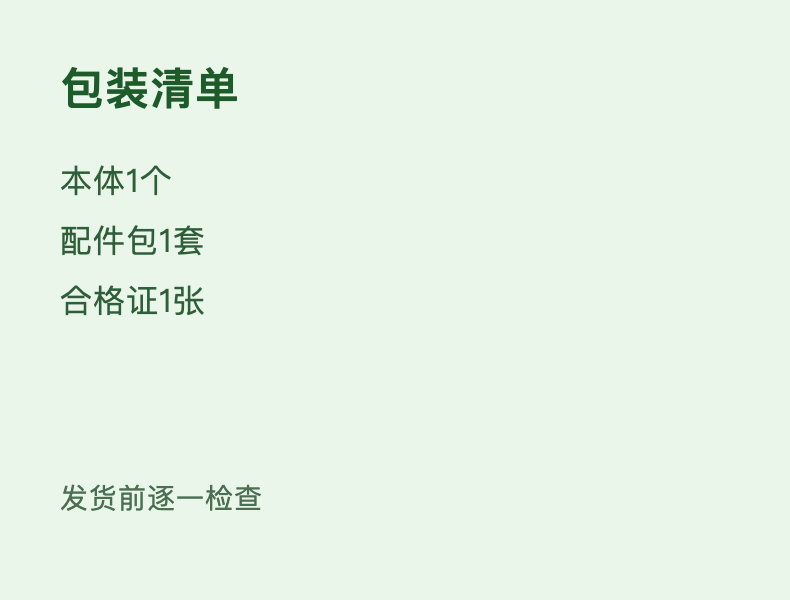 包装清单
本体1个
配件包1套
合格证1张
发货前逐一检查